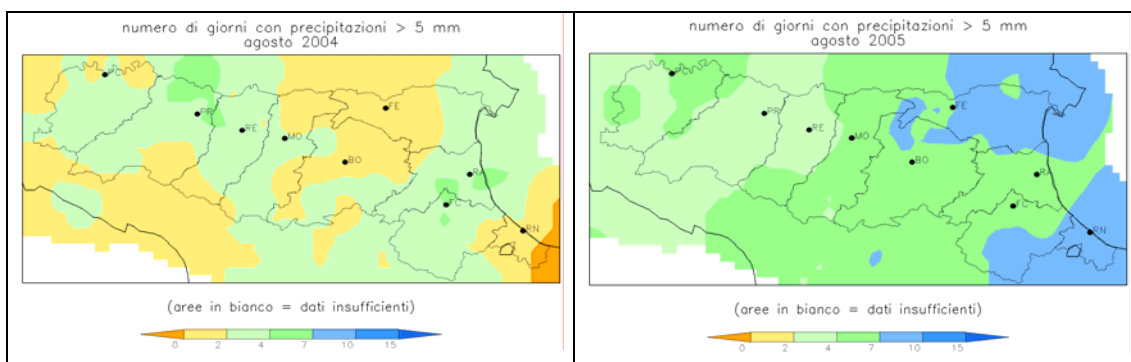 numero di giorni con precipitazioni > 5 mm
agosto 2004
PC
PR
RE
MO
FE
BO
RA
FC
RN
(aree in bianco = dati insufficienti)
0 2 4 7 10 15
numero di giorni con precipitazioni > 5 mm
agosto 2005
PC
PR
RE
MO
FE
BO
RA
FC
RN
(aree in bianco = dati insufficienti)
0 2 4 7 10 15